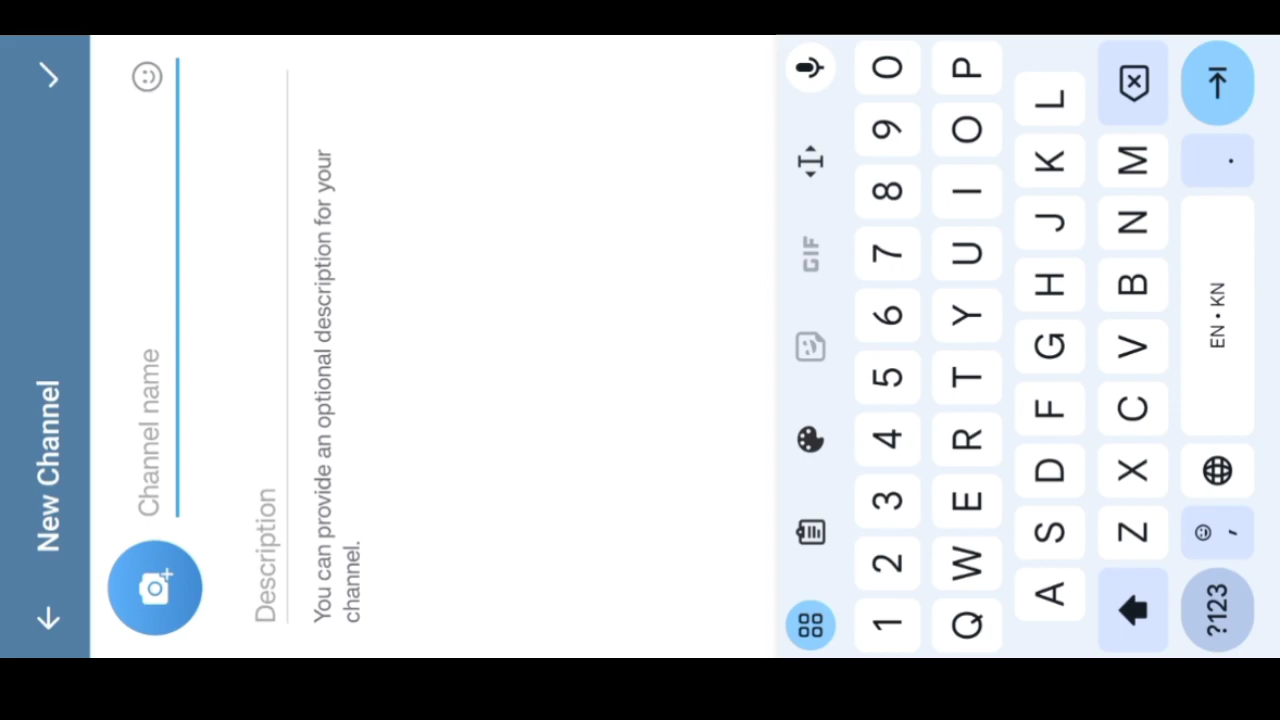 New Channel
Channel name
Description
You can provide an optional description for your
channel.
GIF
1 2 3 4 5 6 7 8 9 0
Q W E R T Y U I O P
A S D F G H J K L
Z X C V B N M
?123 , EN • KN .